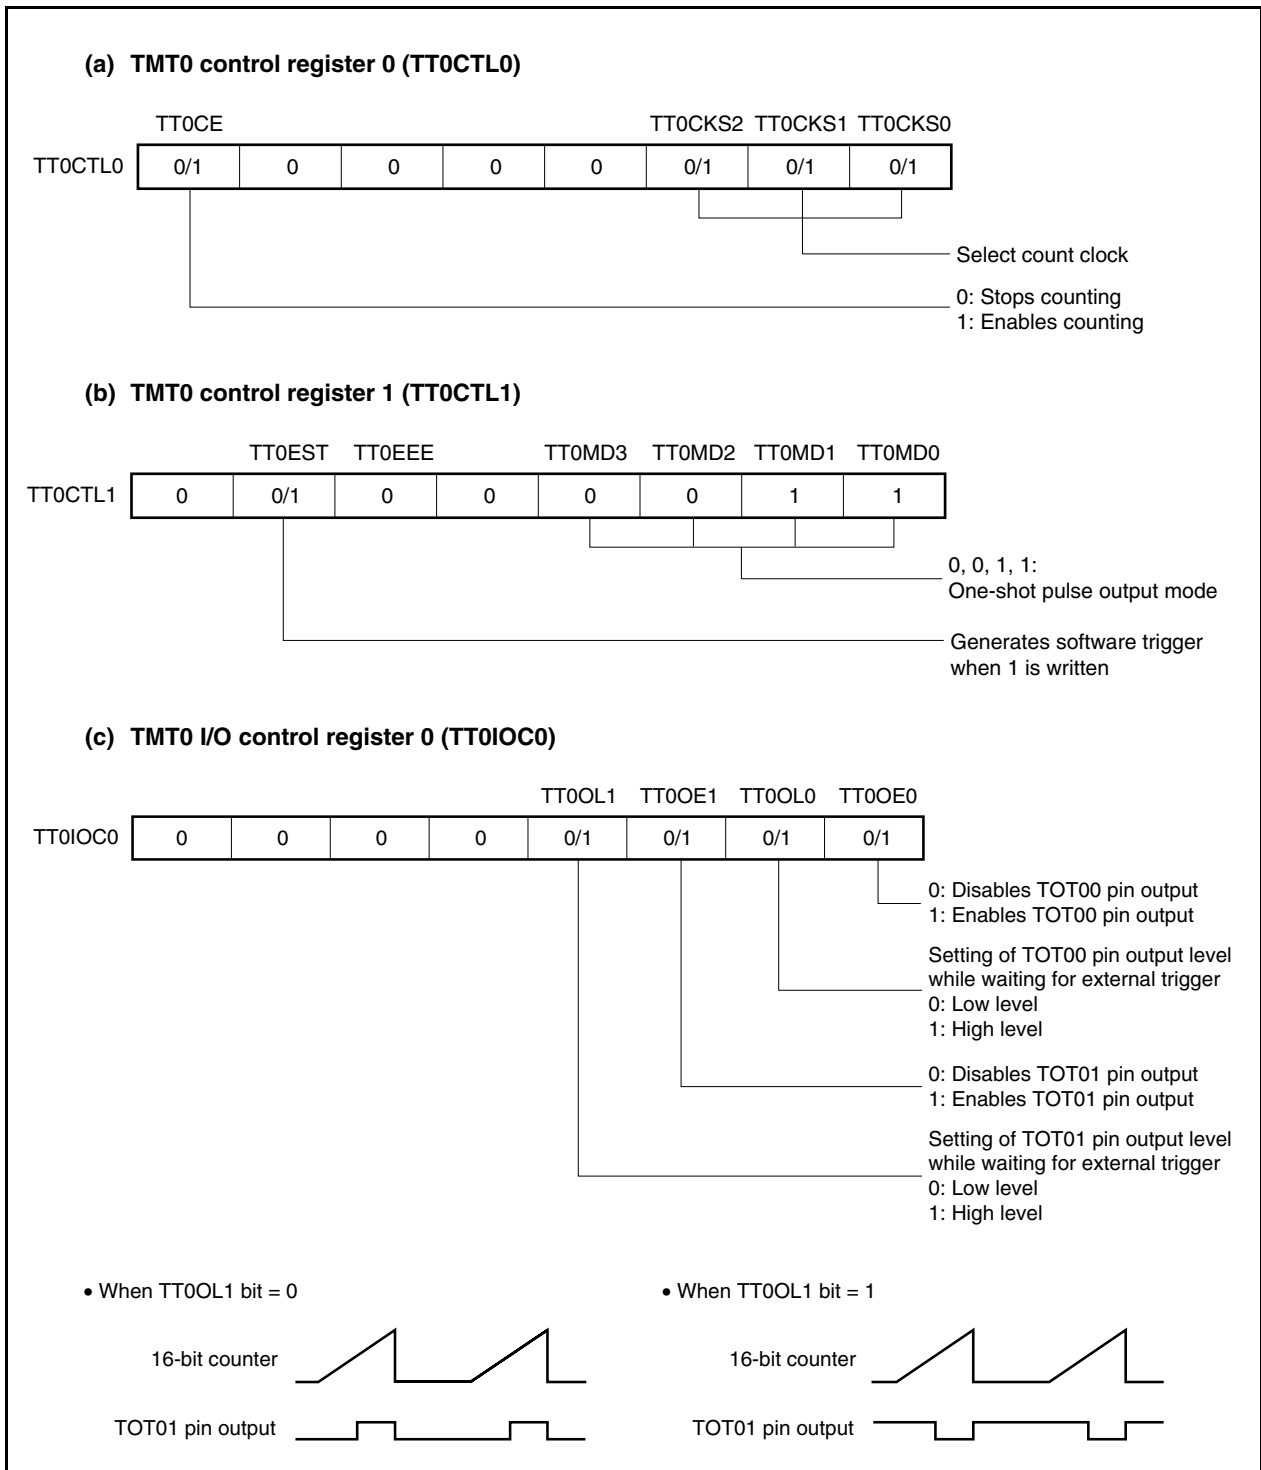 (a) TMT0 control register 0 (TT0CTL0)
TT0CE TT0CKS2 TT0CKS1 TT0CKS0
TT0CTL0 0/1 0 0 0 0 0/1 0/1 0/1
Select count clock
0: Stops counting
1: Enables counting
(b) TMT0 control register 1 (TT0CTL1)
TT0EST TT0EEE TT0MD3 TT0MD2 TT0MD1 TT0MD0
TT0CTL1 0 0/1 0 0 0 0 1 1
0, 0, 1, 1:
One-shot pulse output mode
Generates software trigger
when 1 is written
(c) TMT0 I/O control register 0 (TT0IOC0)
TT0OL1 TT0OE1 TT0OL0 TT0OE0
TT0IOC0 0 0 0 0 0/1 0/1 0/1 0/1
0: Disables TOT00 pin output
1: Enables TOT00 pin output
Setting of TOT00 pin output level
while waiting for external trigger
0: Low level
1: High level
0: Disables TOT01 pin output
1: Enables TOT01 pin output
Setting of TOT01 pin output level
while waiting for external trigger
0: Low level
1: High level
• When TT0OL1 bit = 0
16-bit counter
TOT01 pin output
• When TT0OL1 bit = 1
16-bit counter
TOT01 pin output